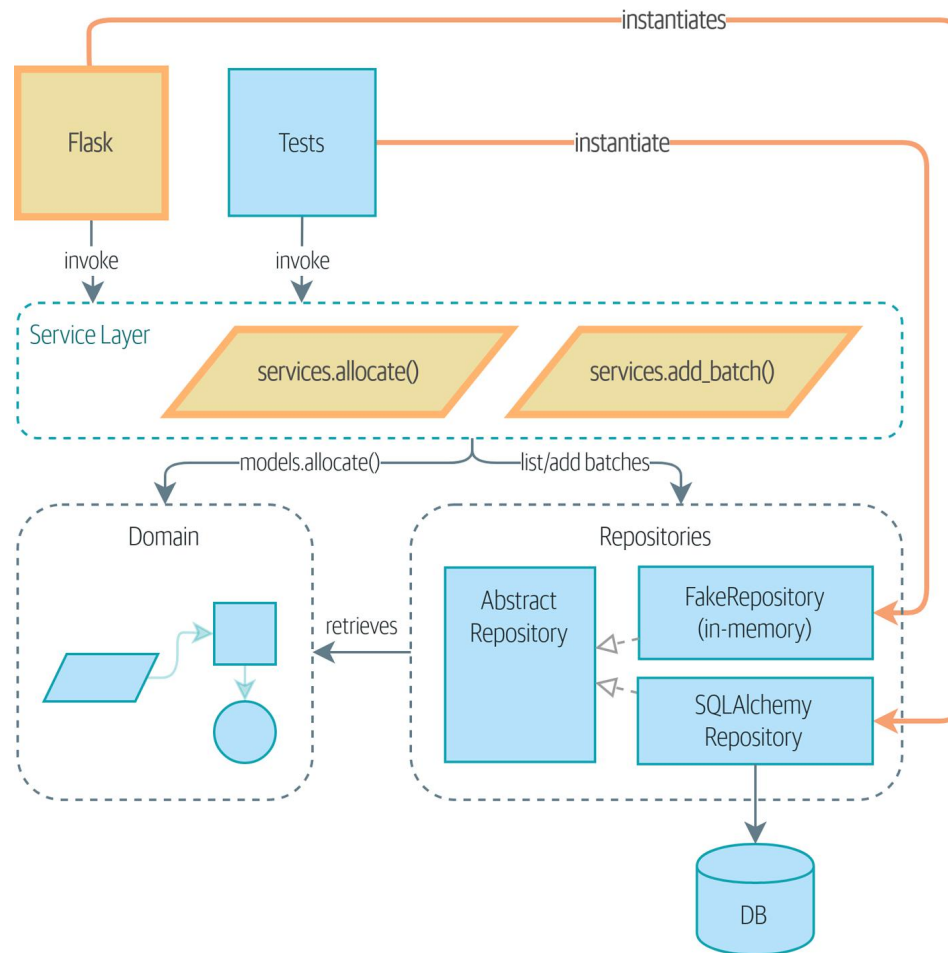 instantiates
Flask
Tests
instantiate
invoke
invoke
Service Layer
services.allocate()
services.add_batch()
models.allocate()
list/add batches
Domain
Repositories
Abstract
Repository
FakeRepository
(in-memory)
retrieves
SQLAlchemy
Repository
DB